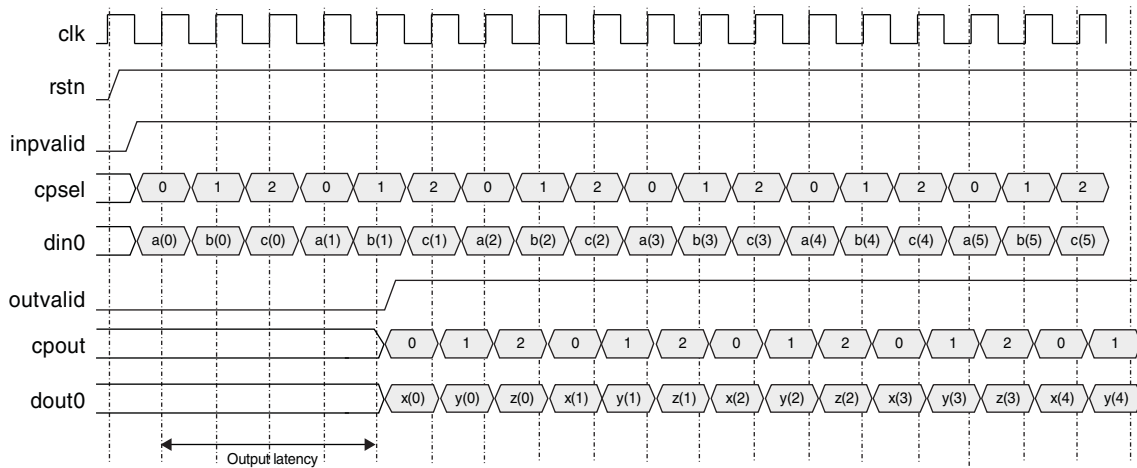 clk
rstn
inpvalid
cpsel 0 1 2 0 1 2 0 1 2 0 1 2 0 1 2 0 1 2
din0 a(0) b(0) c(0) a(1) b(1) c(1) a(2) b(2) c(2) a(3) b(3) c(3) a(4) b(4) c(4) a(5) b(5) c(5)
outvalid
cpout 0 1 2 0 1 2 0 1 2 0 1 2 0 1
dout0 x(0) y(0) z(0) x(1) y(1) z(1) x(2) y(2) z(2) x(3) y(3) z(3) x(4) y(4)
Output latency